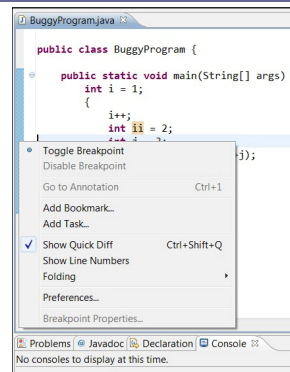 BuggyProgram.java
public class BuggyProgram {
public static void main(String[] args)
int i = 1;
{
i++;
int ii = 2;
+j);
Toggle Breakpoint
Disable Breakpoint
Go to Annotation Ctrl+1
Add Bookmark...
Add Task...
Show Quick Diff Ctrl+Shift+Q
Show Line Numbers
Folding
Preferences...
Breakpoint Properties...
Problems @ Javadoc Declaration Console
No consoles to display at this time.